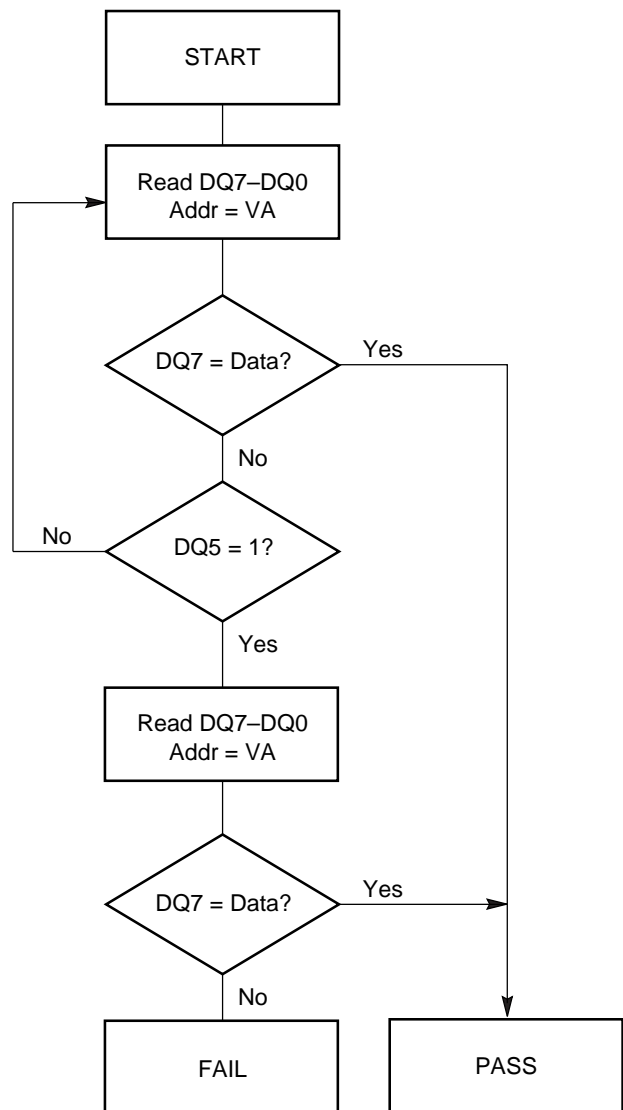 START
Read DQ7–DQ0
Addr = VA
DQ7 = Data?
Yes
No
DQ5 = 1?
No
Yes
Read DQ7–DQ0
Addr = VA
DQ7 = Data?
Yes
No
FAIL
PASS